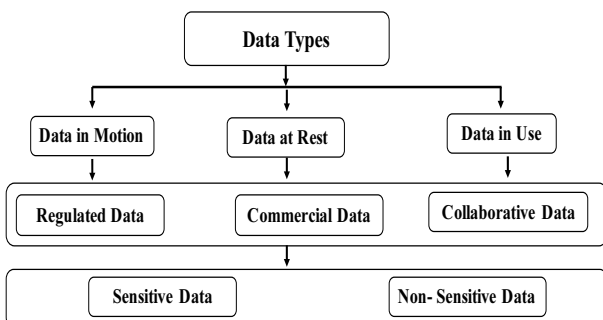 Data Types
Data in Motion
Data at Rest
Data in Use
Regulated Data
Commercial Data
Collaborative Data
Sensitive Data
Non- Sensitive Data